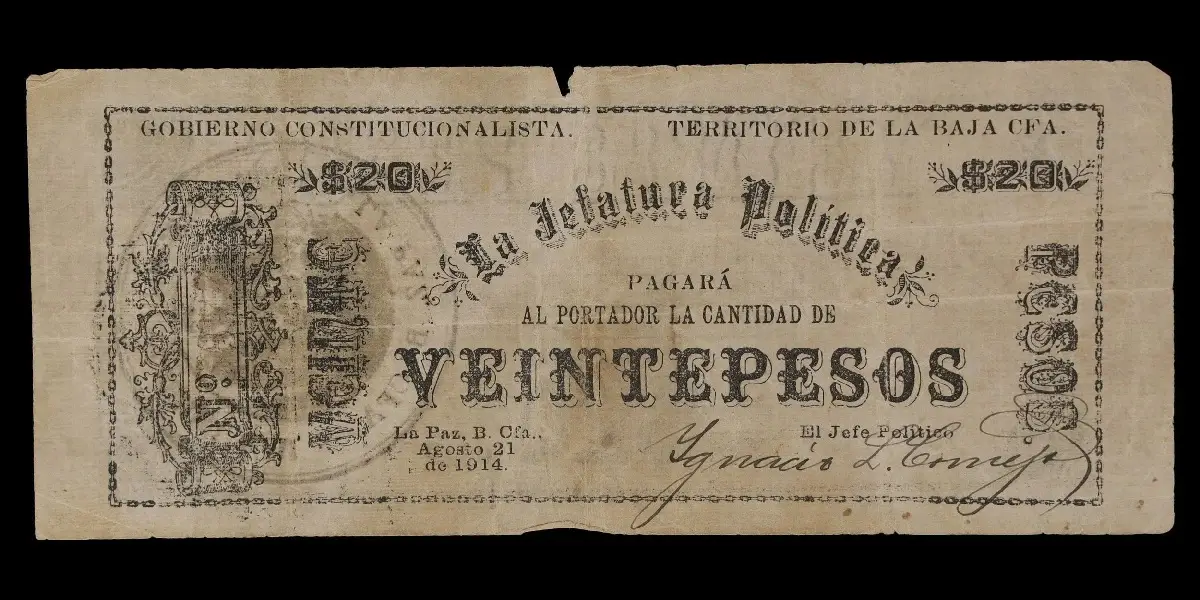 GOBIERNO CONSTITUCIONALISTA. TERRITORIO DE LA BAJA CFA.
$20 $20
La Jefatura Política
PAGARÁ
AL PORTADOR LA CANTIDAD DE
VEINTEPESOS
La Paz, B. Cfa.,
Agosto 21
de 1914.
El Jefe Político
Ygnacio L. Cornejo
Nº.
VEINTE
PESOS